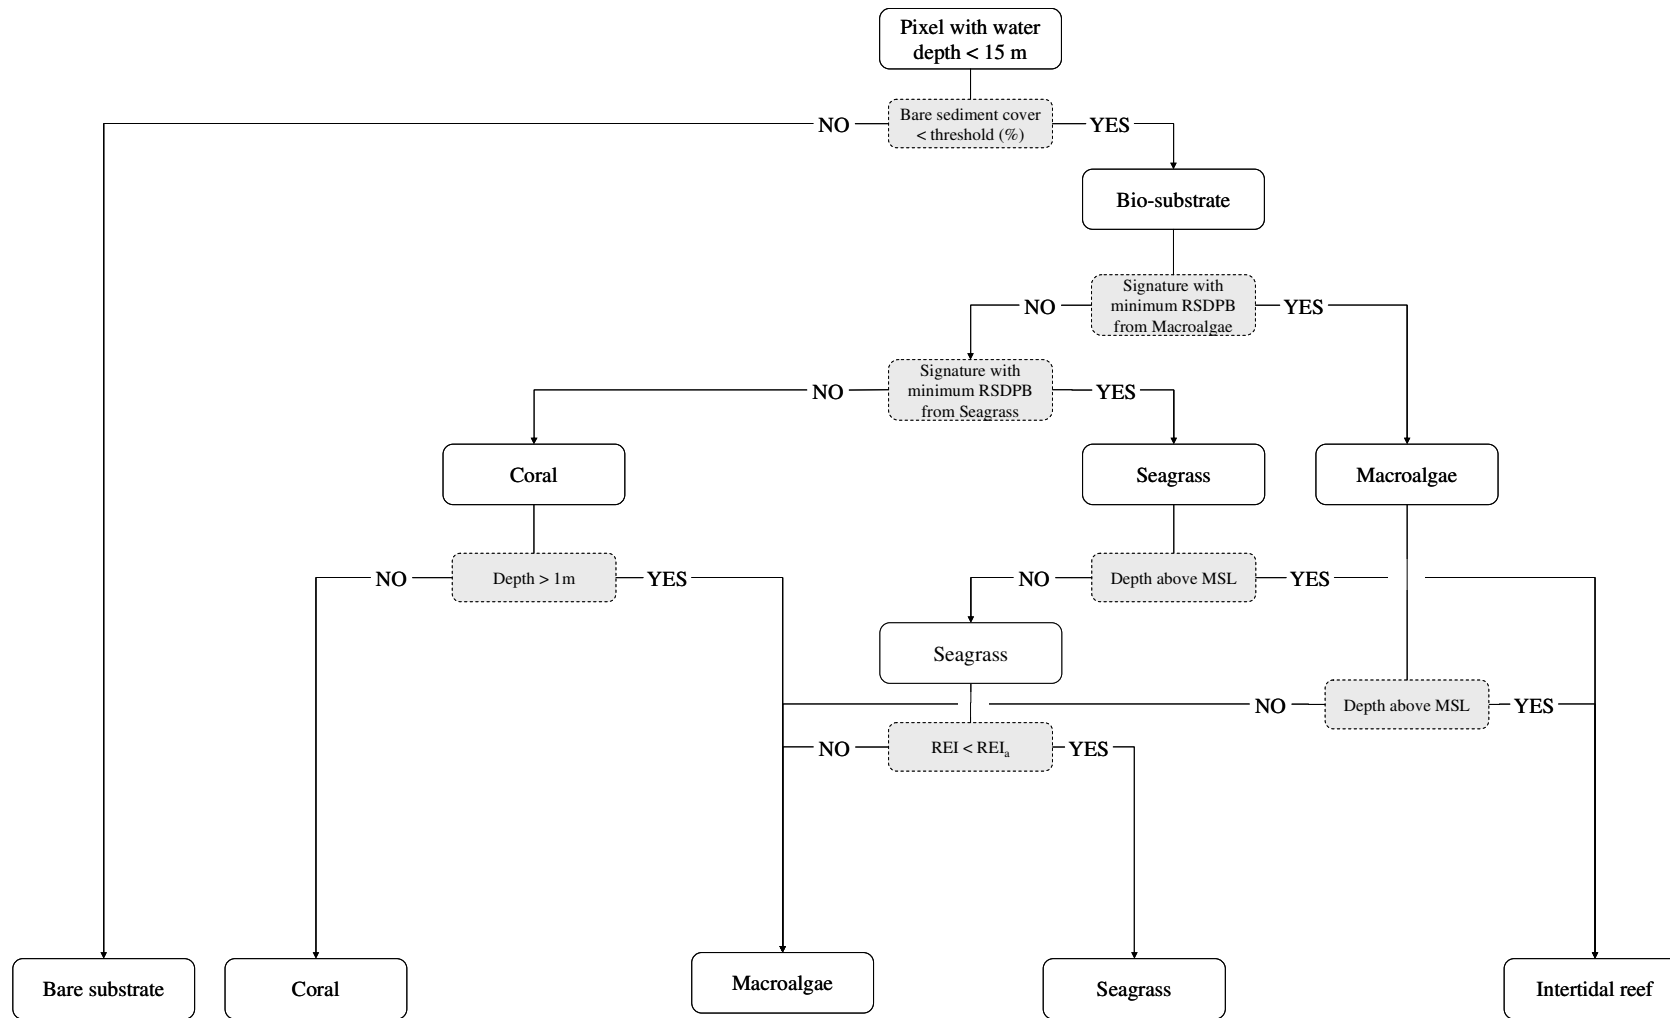 Pixel with water
depth < 15 m
Bare sediment cover
< threshold (%)
NO
YES
Bio-substrate
Signature with
minimum RSDPB
from Macroalgae
NO
YES
Signature with
minimum RSDPB
from Seagrass
NO
YES
Coral
Seagrass
Macroalgae
NO
Depth > 1m
YES
NO
Depth above MSL
YES
Seagrass
NO
Depth above MSL
YES
NO
REI < REIₐ
YES
Bare substrate
Coral
Macroalgae
Seagrass
Intertidal reef